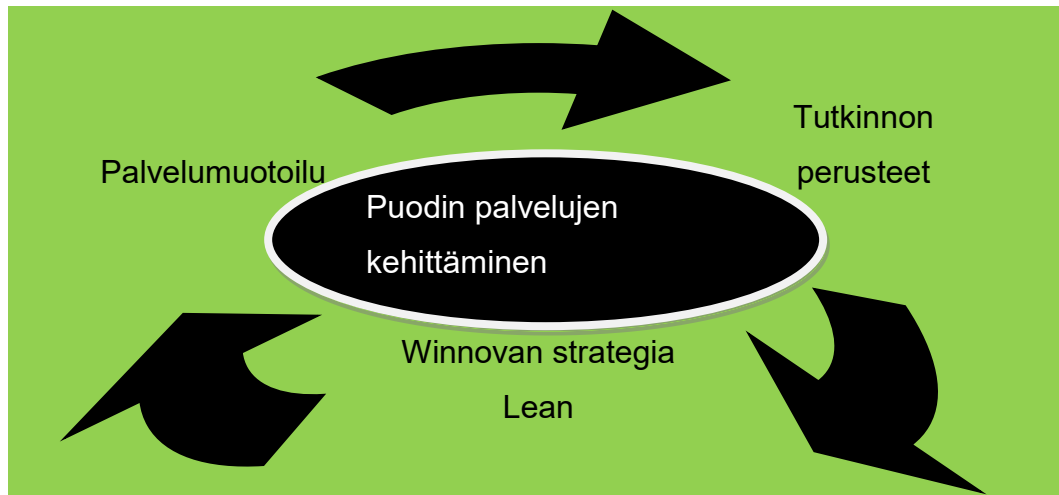 Palvelumuotoilu
Tutkinnon
perusteet
Puodin palvelujen
kehittäminen
Winnovan strategia
Lean